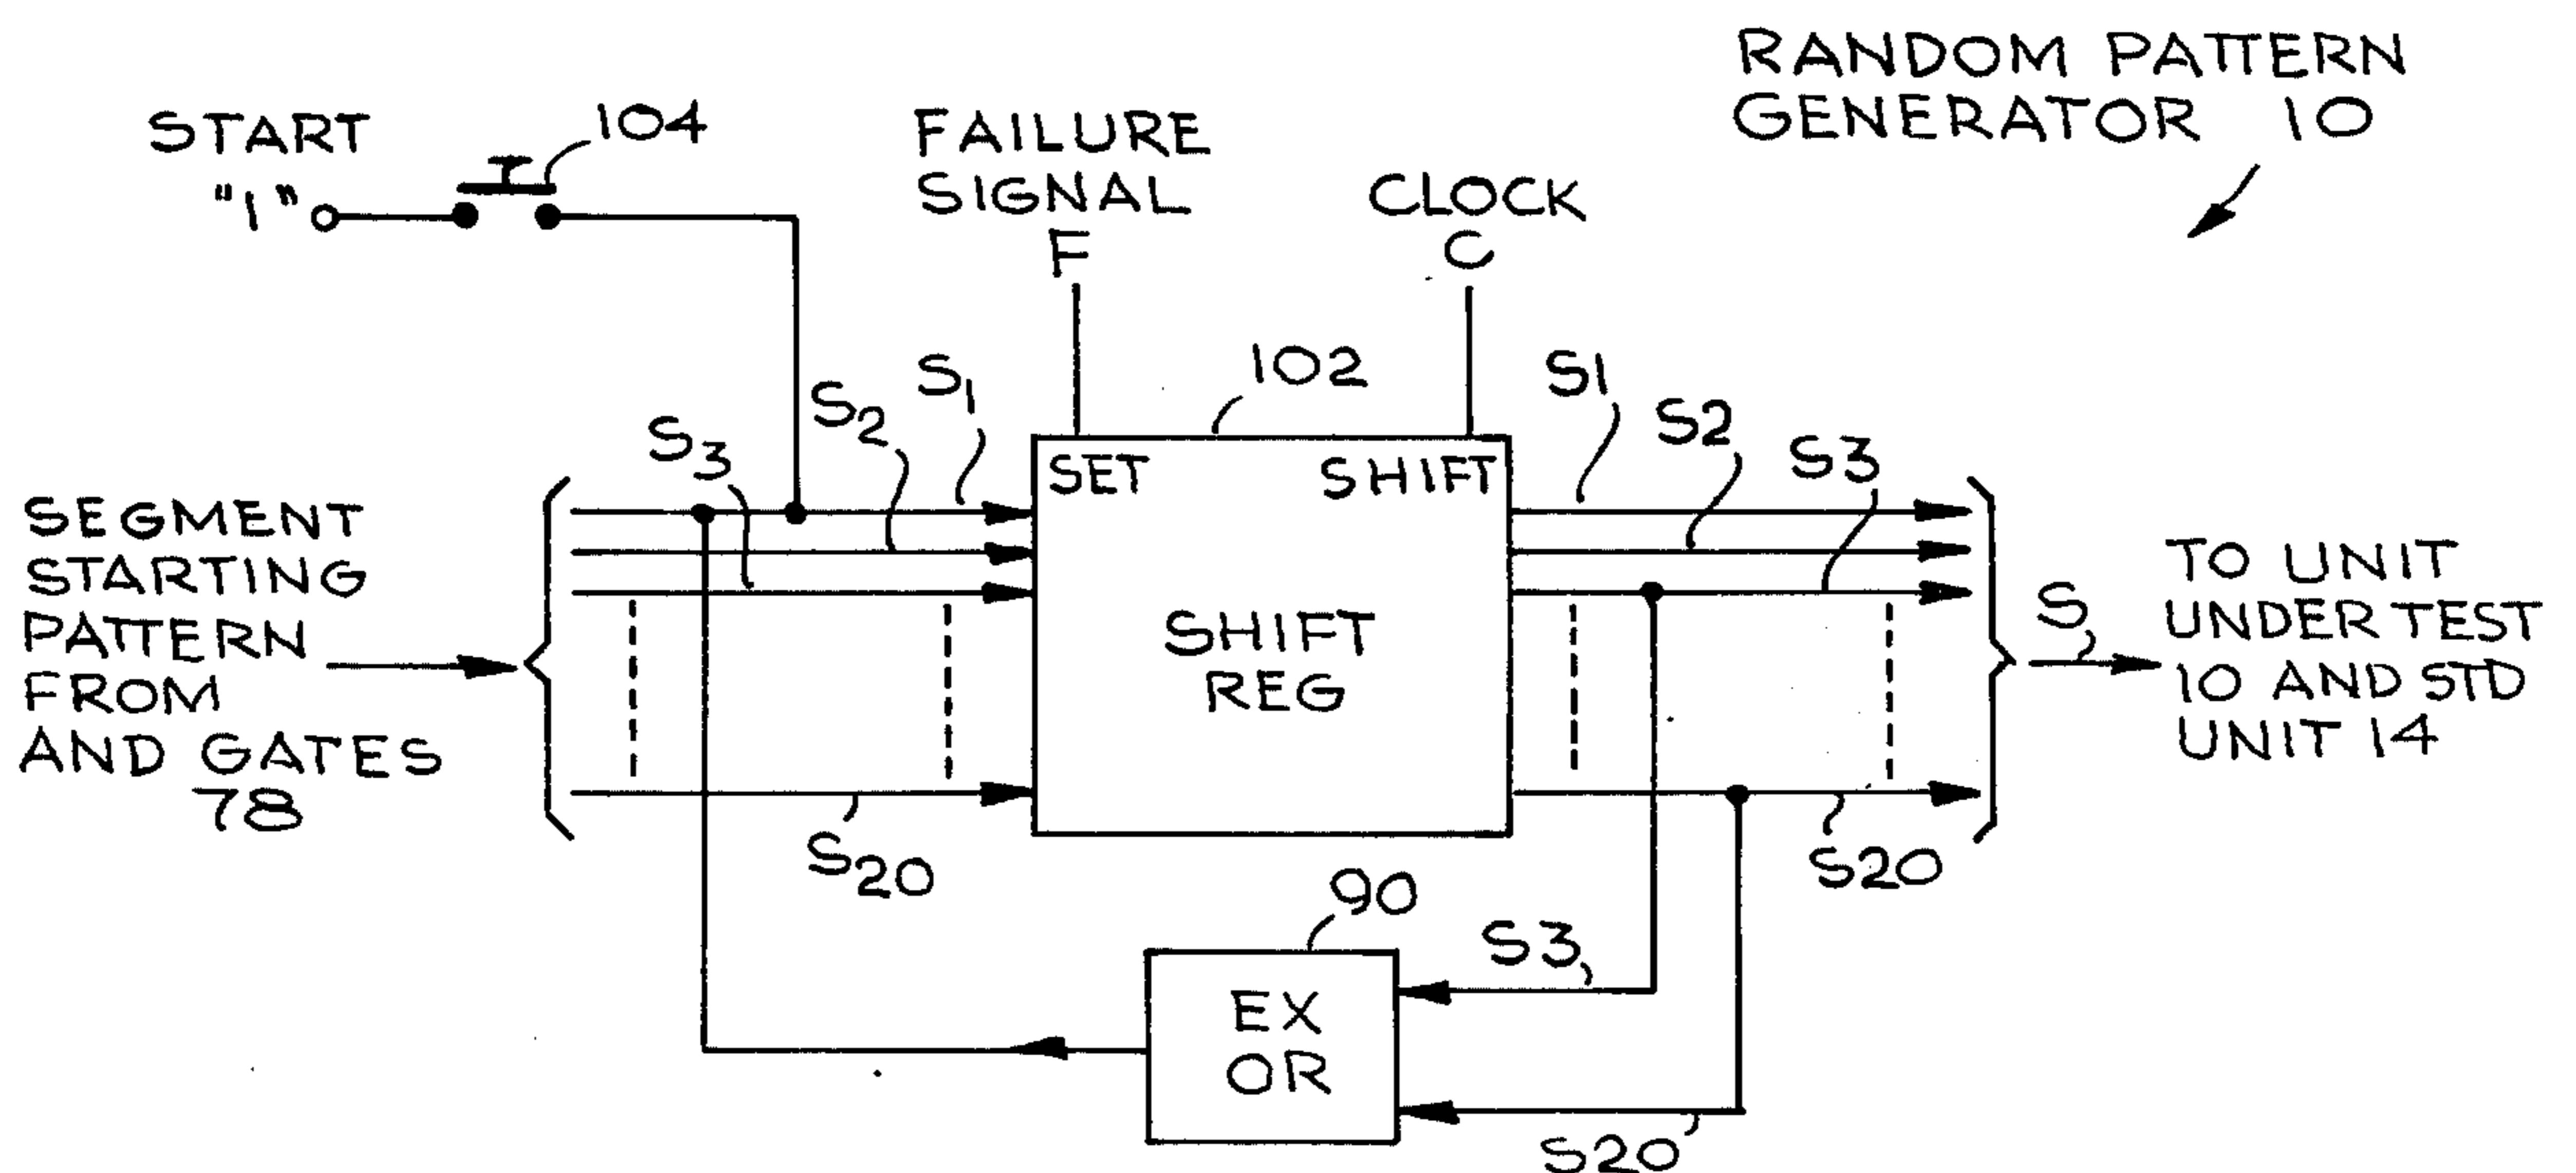 RANDOM PATTERN
GENERATOR 10
START
"1"
104
FAILURE
SIGNAL
F
CLOCK
C
102
S1
S2
S3
S1
S2
S3
SET
SHIFT
SHIFT
REG
SEGMENT
STARTING
PATTERN
FROM
AND GATES
78
S
TO UNIT
UNDER TEST
10 AND STD
UNIT 14
S20
S20
90
EX
OR
S3
S20